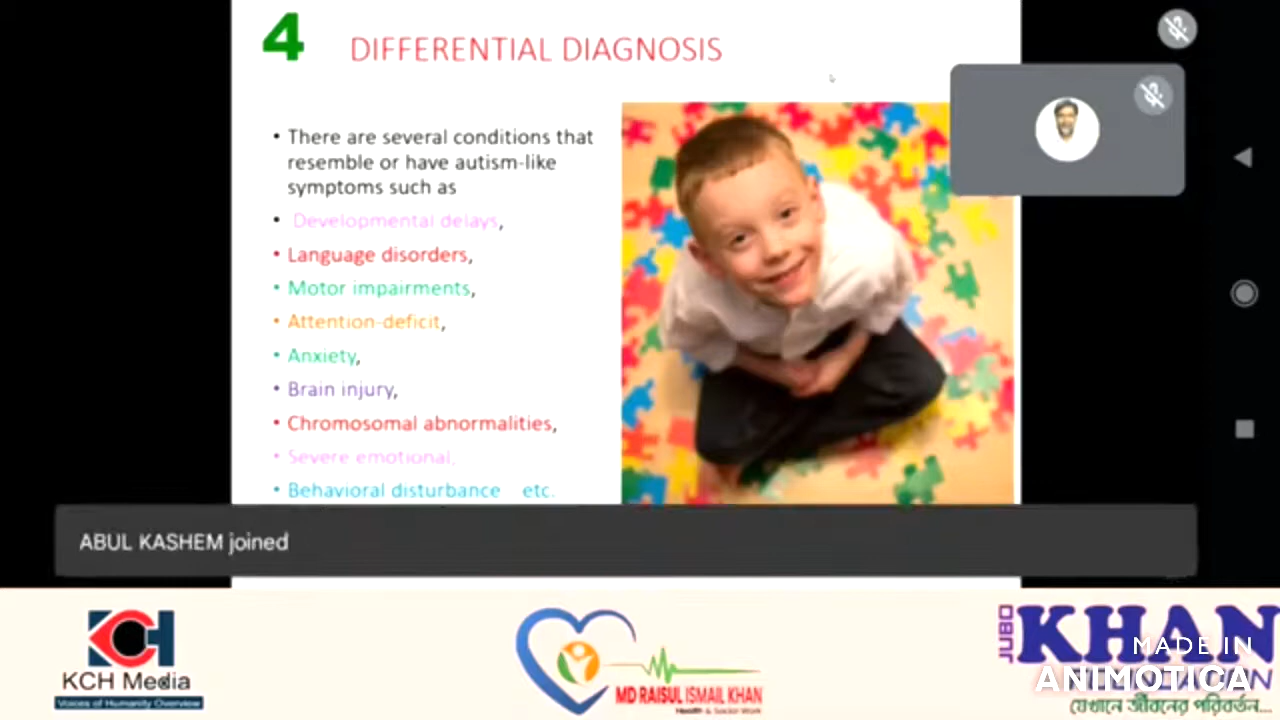 4 DIFFERENTIAL DIAGNOSIS
• There are several conditions that
resemble or have autism-like
symptoms such as
• Developmental delays,
• Language disorders,
• Motor impairments,
• Attention-deficit,
• Anxiety,
• Brain injury,
• Chromosomal abnormalities,
• Severe emotional,
• Behavioral disturbance etc.
ABUL KASHEM joined
KCH Media
Voices of Humanity Overview
MD RAISUL ISMAIL KHAN
Health & Social Work
JUBO KHAN
MADE IN
ANIMOTICA
যেখানে জীবনের পরিবর্তন...